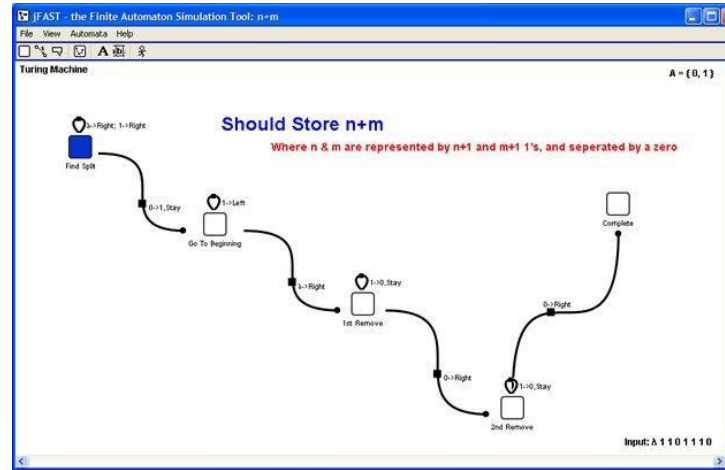 jFAST - the Finite Automaton Simulation Tool: n+m
File View Automata Help
Turing Machine
A = {0, 1}
λ->Right; 1->Right
Should Store n+m
Where n & m are represented by n+1 and m+1 1's, and seperated by a zero
Find Split
1->Left
0->1,Stay
Go To Beginning
Complete
λ->Right
1->0,Stay
0->Right
1st Remove
0->Right
1->0,Stay
2nd Remove
Input: λ 1 1 0 1 1 1 0